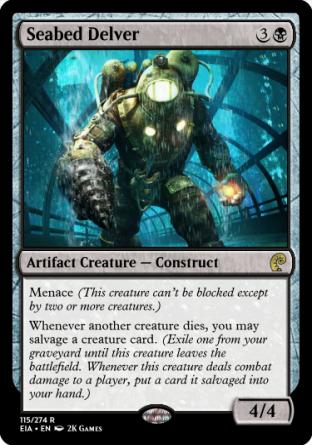 Seabed Delver 3
Artifact Creature — Construct
Menace (This creature can't be blocked except
by two or more creatures.)
Whenever another creature dies, you may
salvage a creature card. (Exile one from your
graveyard until this creature leaves the
battlefield. Whenever this creature deals combat
damage to a player, put a card it salvaged into
your hand.)
4/4
115/274 R
EIA • EN 2K Games